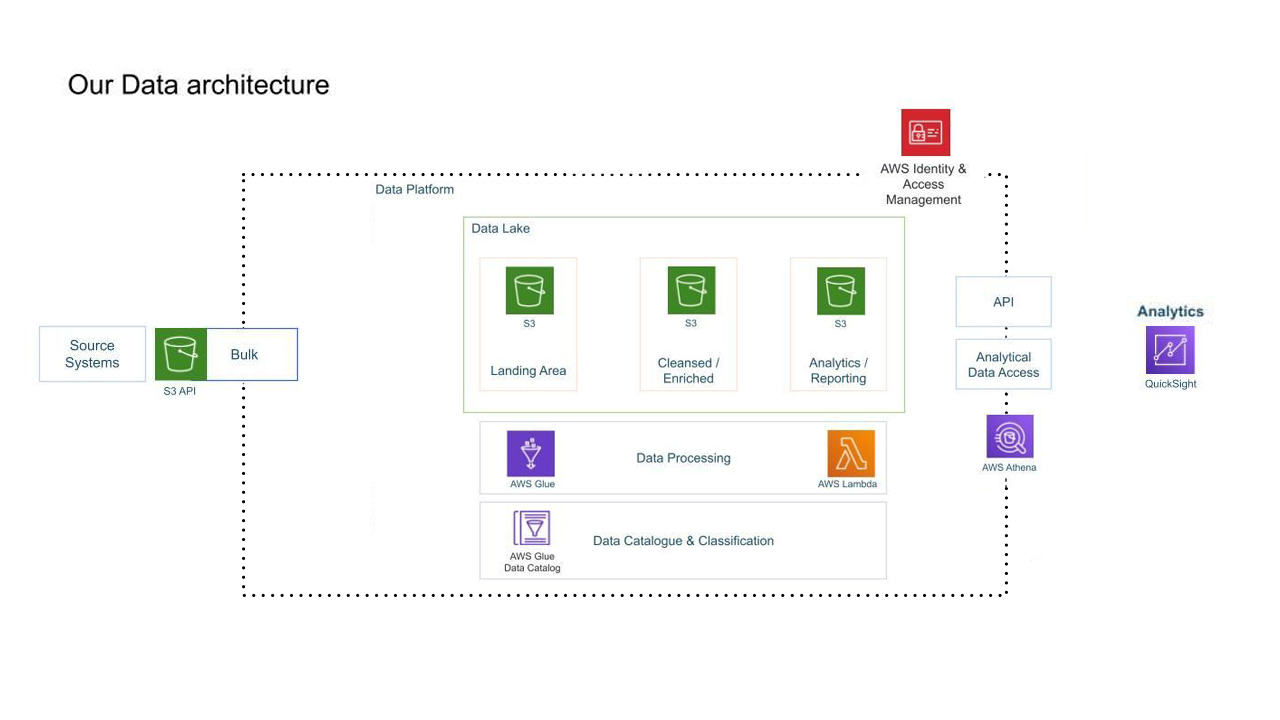 Our Data architecture
AWS Identity &
Access
Management
Data Platform
Data Lake
S3
Landing Area
S3
Cleansed /
Enriched
S3
Analytics /
Reporting
Source
Systems
S3 API
Bulk
API
Analytical
Data Access
AWS Athena
Analytics
QuickSight
AWS Glue
Data Processing
AWS Lambda
AWS Glue
Data Catalog
Data Catalogue & Classification